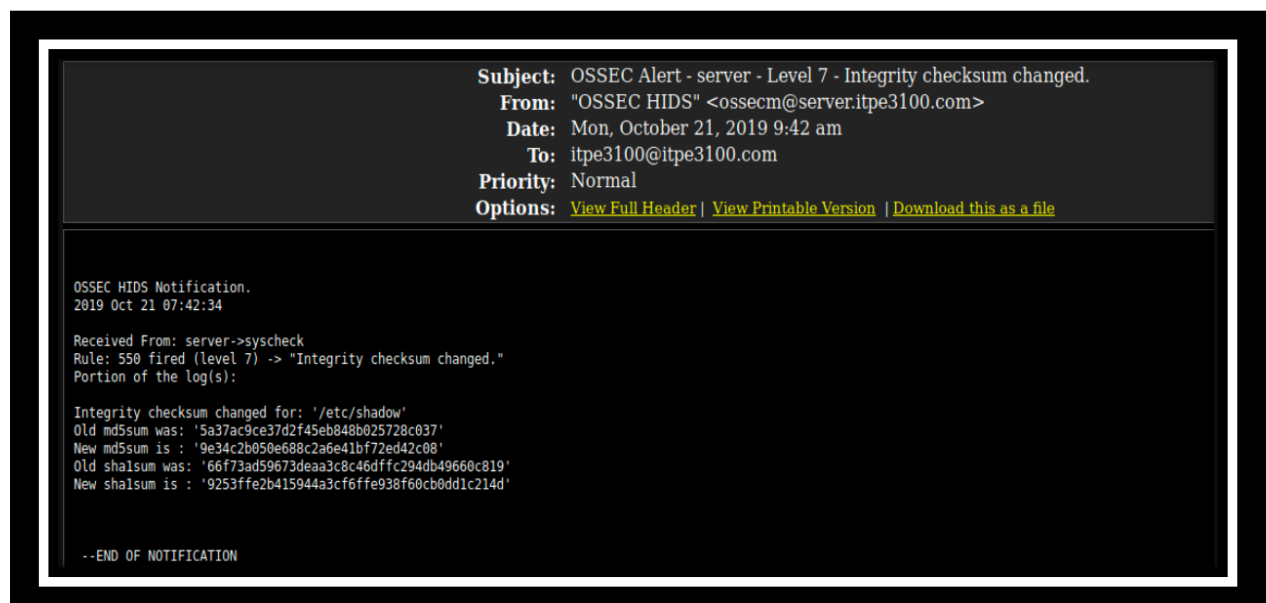 Subject: OSSEC Alert - server - Level 7 - Integrity checksum changed.
From: "OSSEC HIDS" <ossecm@server.itpe3100.com>
Date: Mon, October 21, 2019 9:42 am
To: itpe3100@itpe3100.com
Priority: Normal
Options: View Full Header | View Printable Version | Download this as a file
OSSEC HIDS Notification.
2019 Oct 21 07:42:34
Received From: server->syscheck
Rule: 550 fired (level 7) -> "Integrity checksum changed."
Portion of the log(s):
Integrity checksum changed for: '/etc/shadow'
Old md5sum was: '5a37ac9ce37d2f45eb848b025728c037'
New md5sum is : '9e34c2b050e688c2a6e41bf72ed42c08'
Old sha1sum was: '66f73ad59673deaa3c8c46dffc294db49660c819'
New sha1sum is : '9253ffe2b415944a3cf6ffe938f60cb0dd1c214d'
--END OF NOTIFICATION